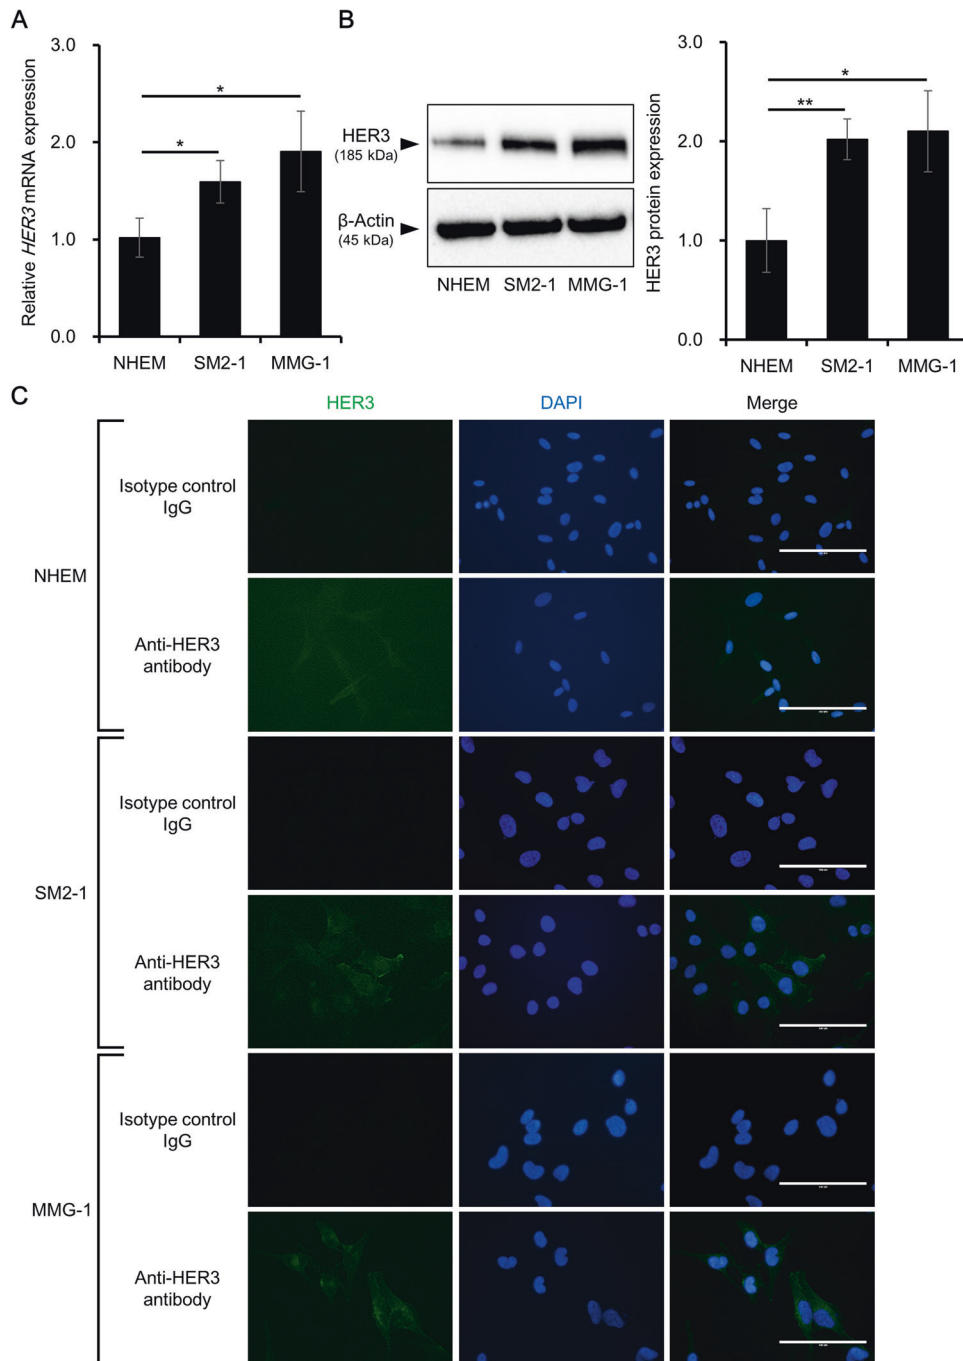 A
Relative HER3 mRNA expression
3.0
2.0
1.0
0.0
*
*
NHEM SM2-1 MMG-1
B
HER3
(185 kDa)
β-Actin
(45 kDa)
NHEM SM2-1 MMG-1
HER3 protein expression
3.0
2.0
1.0
0.0
*
**
NHEM SM2-1 MMG-1
C
HER3 DAPI Merge
NHEM
Isotype control
IgG
Anti-HER3
antibody
SM2-1
Isotype control
IgG
Anti-HER3
antibody
MMG-1
Isotype control
IgG
Anti-HER3
antibody